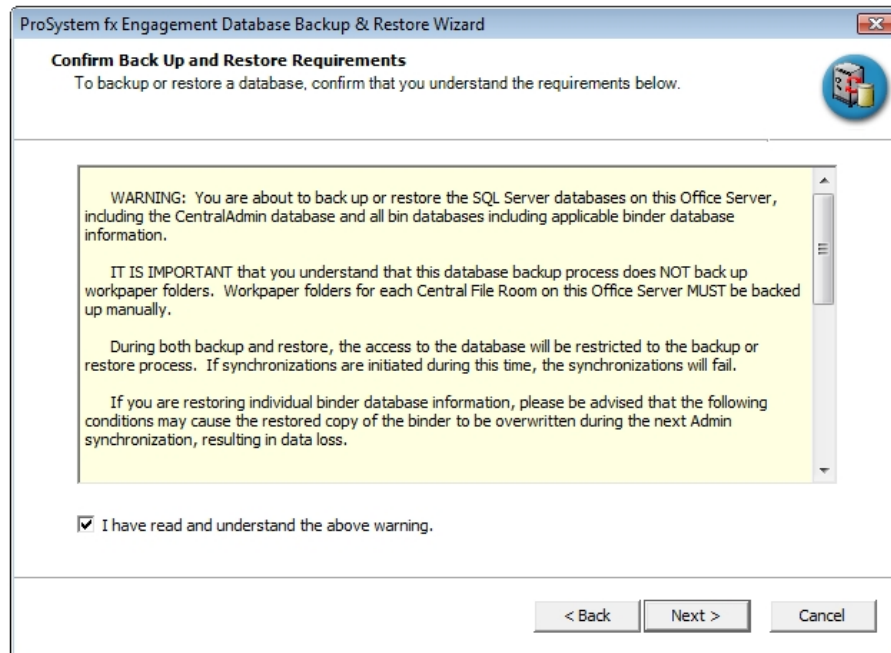 ProSystem fx Engagement Database Backup & Restore Wizard
Confirm Back Up and Restore Requirements
To backup or restore a database, confirm that you understand the requirements below.
WARNING:  You are about to back up or restore the SQL Server databases on this Office Server,
including the CentralAdmin database and all bin databases including applicable binder database
information.
IT IS IMPORTANT that you understand that this database backup process does NOT back up
workpaper folders.  Workpaper folders for each Central File Room on this Office Server MUST be backed
up manually.
During both backup and restore, the access to the database will be restricted to the backup or
restore process.  If synchronizations are initiated during this time, the synchronizations will fail.
If you are restoring individual binder database information, please be advised that the following
conditions may cause the restored copy of the binder to be overwritten during the next Admin
synchronization, resulting in data loss.
I have read and understand the above warning.
< Back
Next >
Cancel